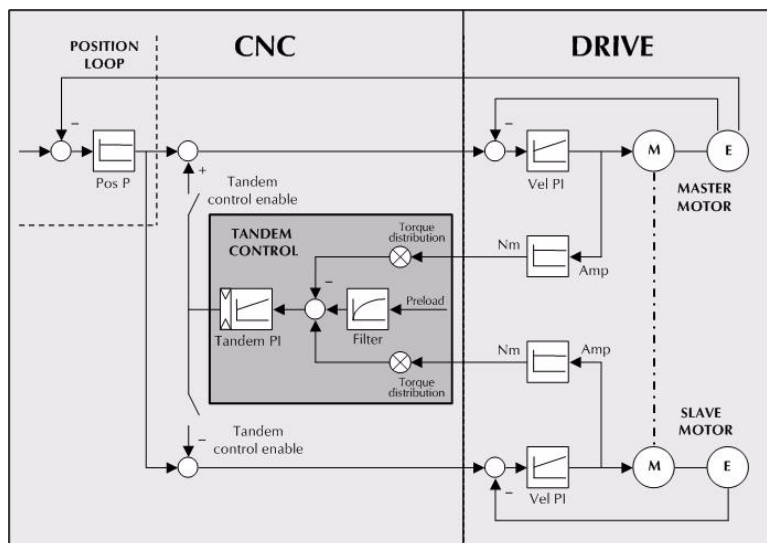 POSITION
LOOP
CNC
DRIVE
–
–
Pos P
Vel PI
M
E
MASTER
MOTOR
+
Tandem
control enable
TANDEM
CONTROL
Torque
distribution
Nm
Amp
–
Preload
Tandem PI
Filter
Nm
Amp
Torque
distribution
–
Tandem
control enable
SLAVE
MOTOR
M
E
–
Vel PI